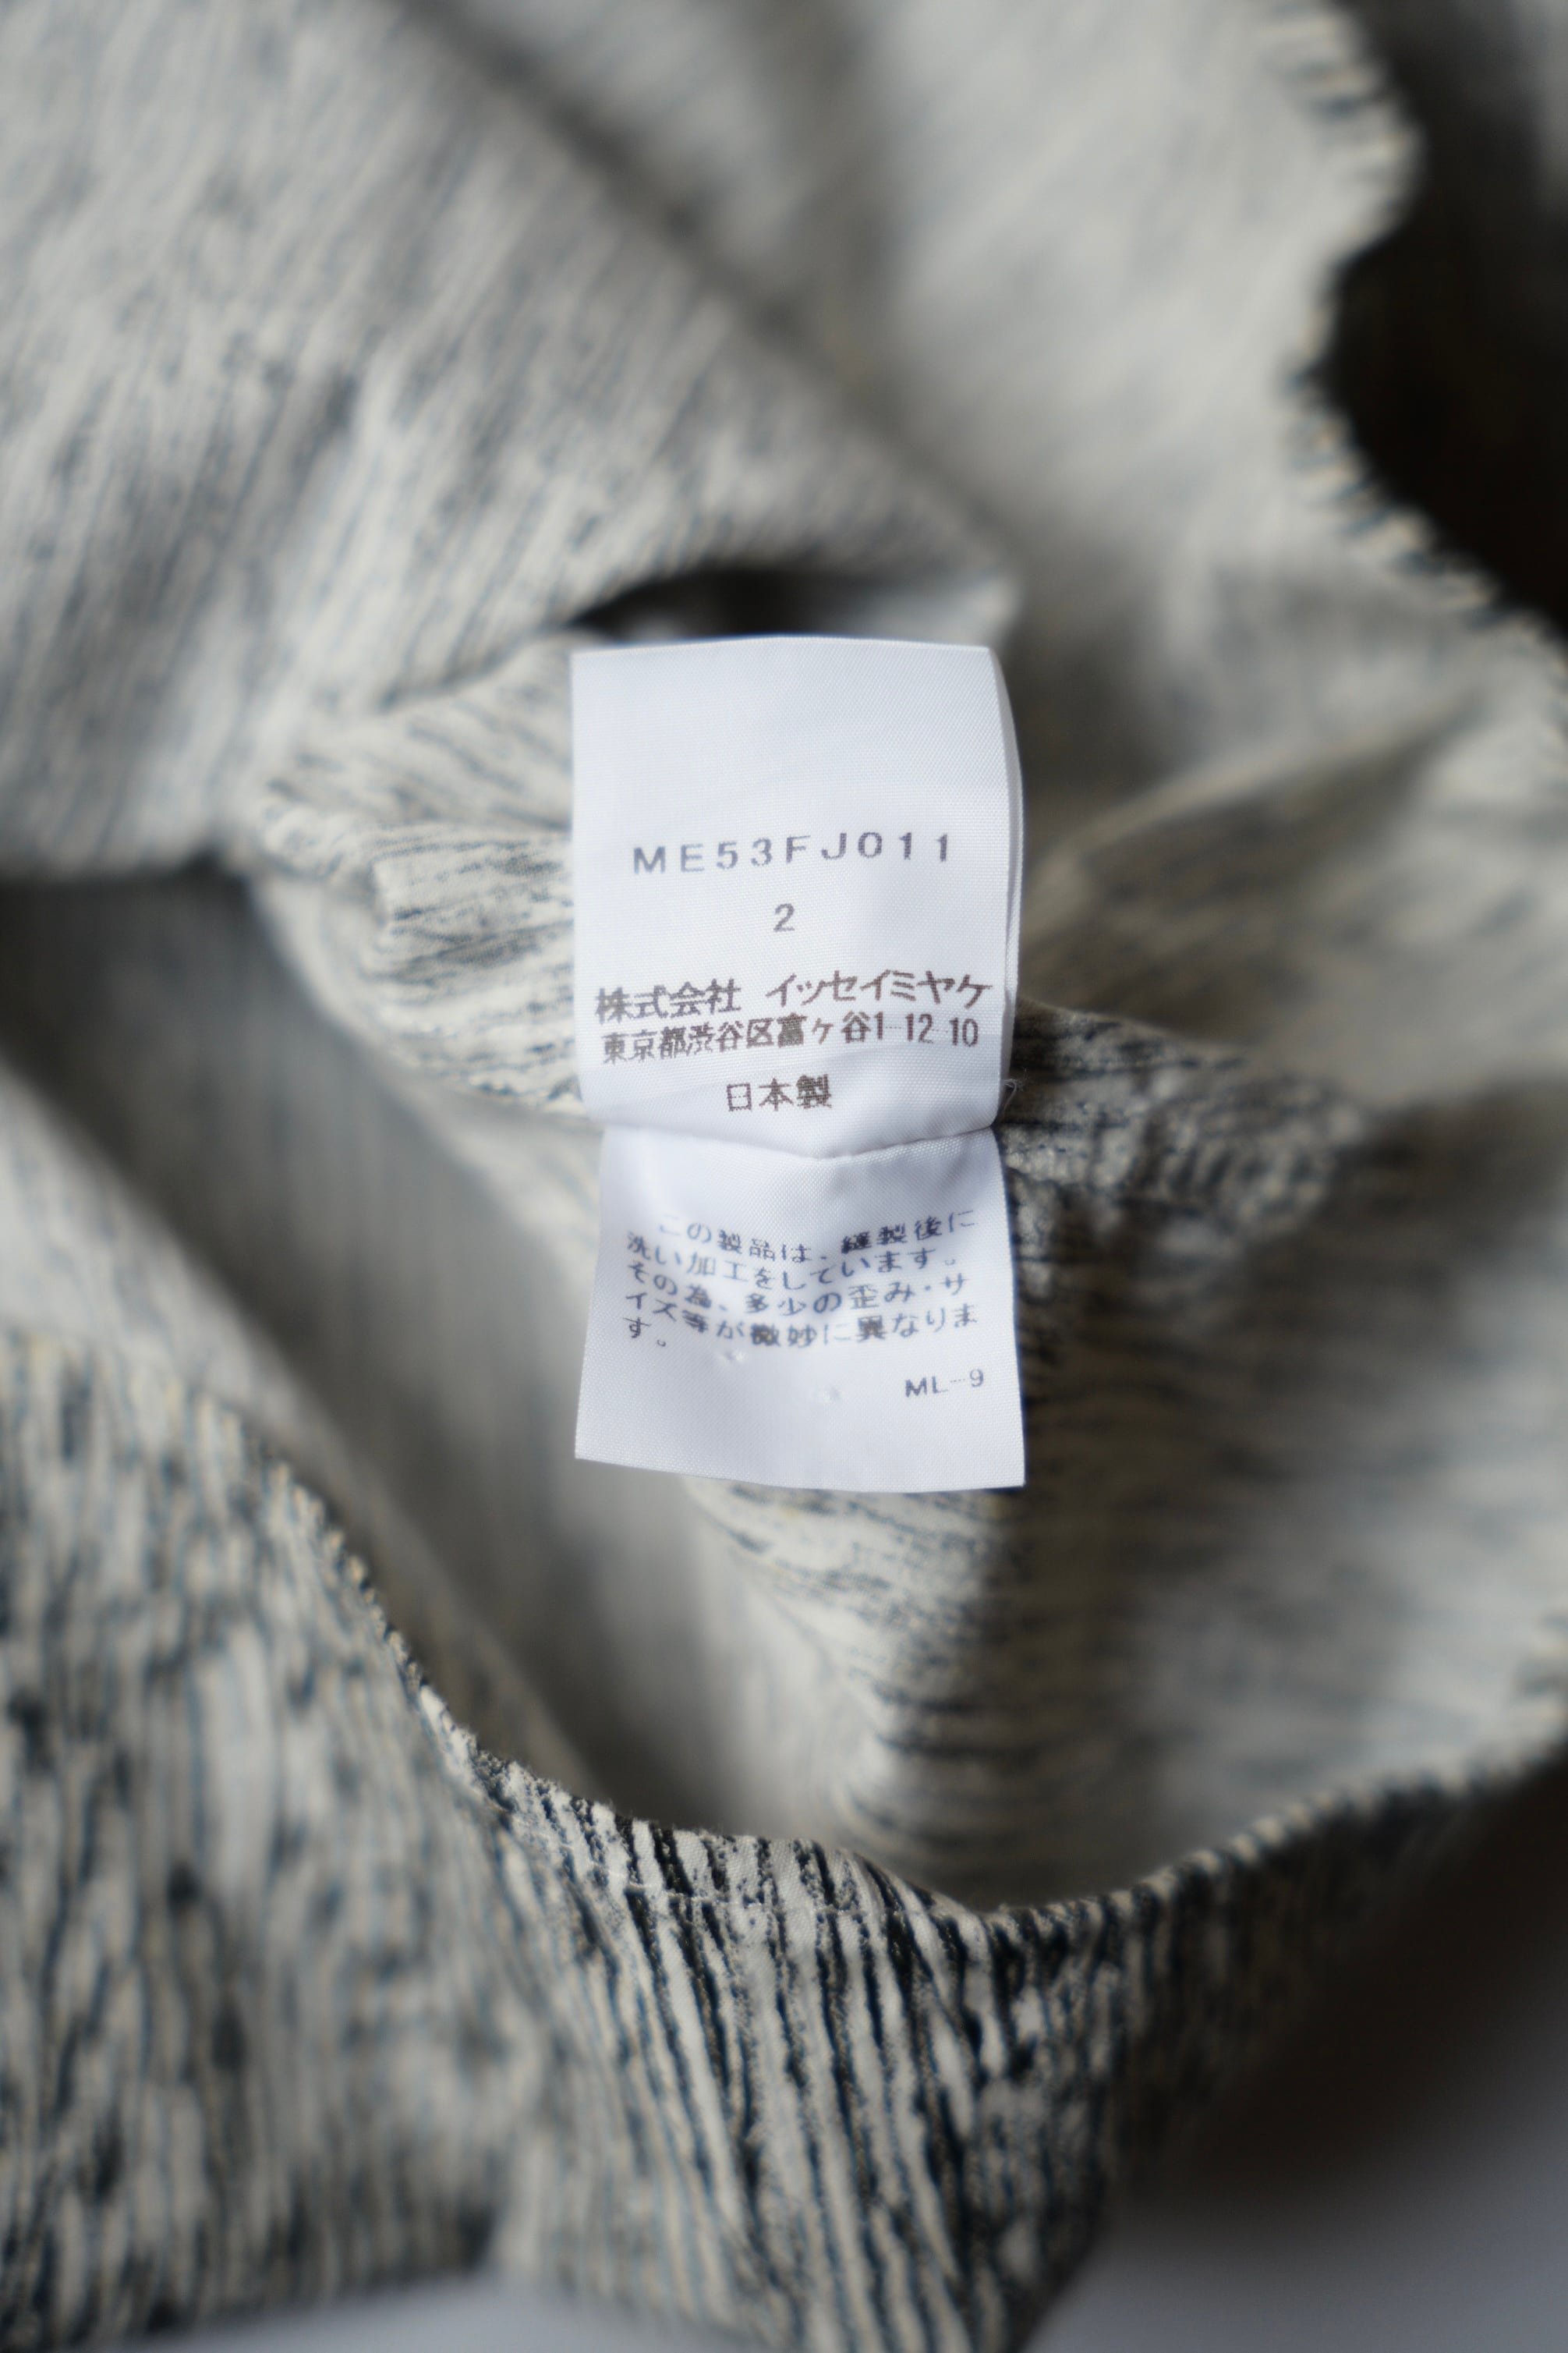 ME53FJ011
2
株式会社 イッセイミヤケ
東京都渋谷区富ヶ谷1-12-10
日本製
この製品は、縫製後に
洗い加工をしています。
その為、多少の歪み・サ
イズ等が微妙に異なりま
す。
ML-9